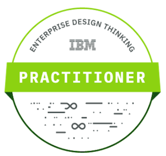 ENTERPRISE DESIGN THINKING
IBM
PRACTITIONER